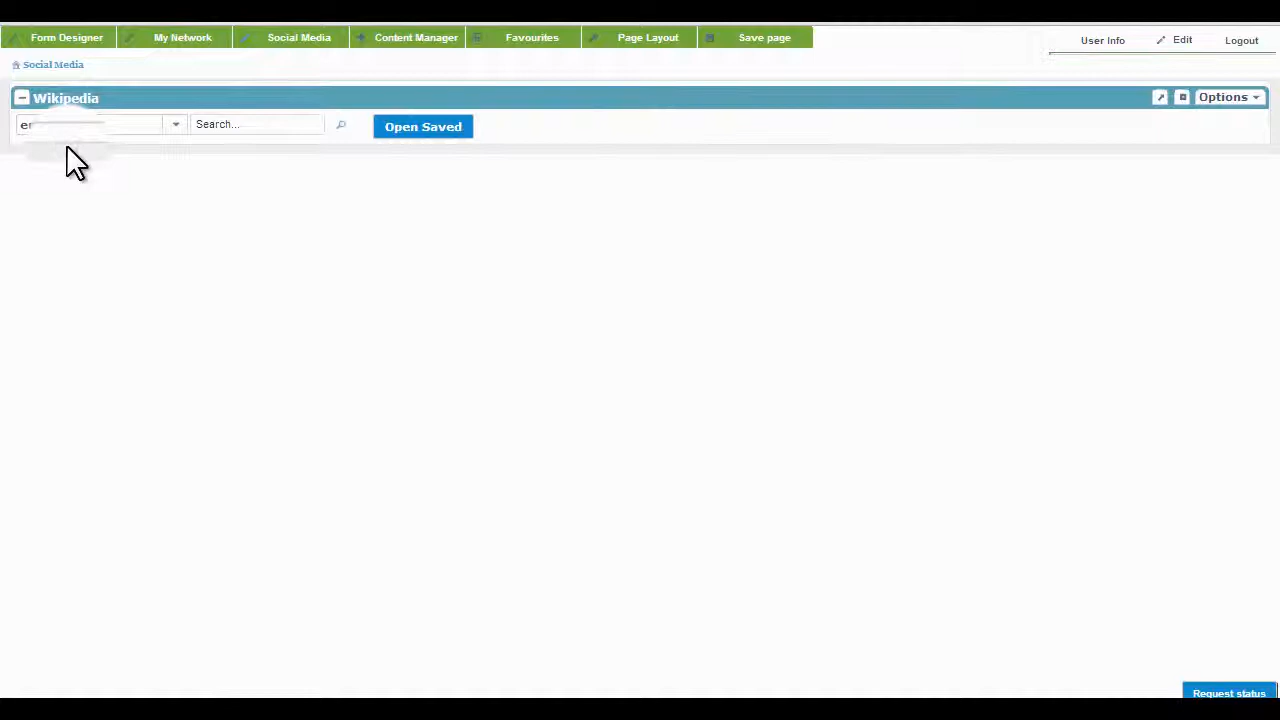 Form Designer My Network Social Media Content Manager Favourites Page Layout Save page
User Info Edit Logout
Social Media
Wikipedia Options
Search... Open Saved
Request status